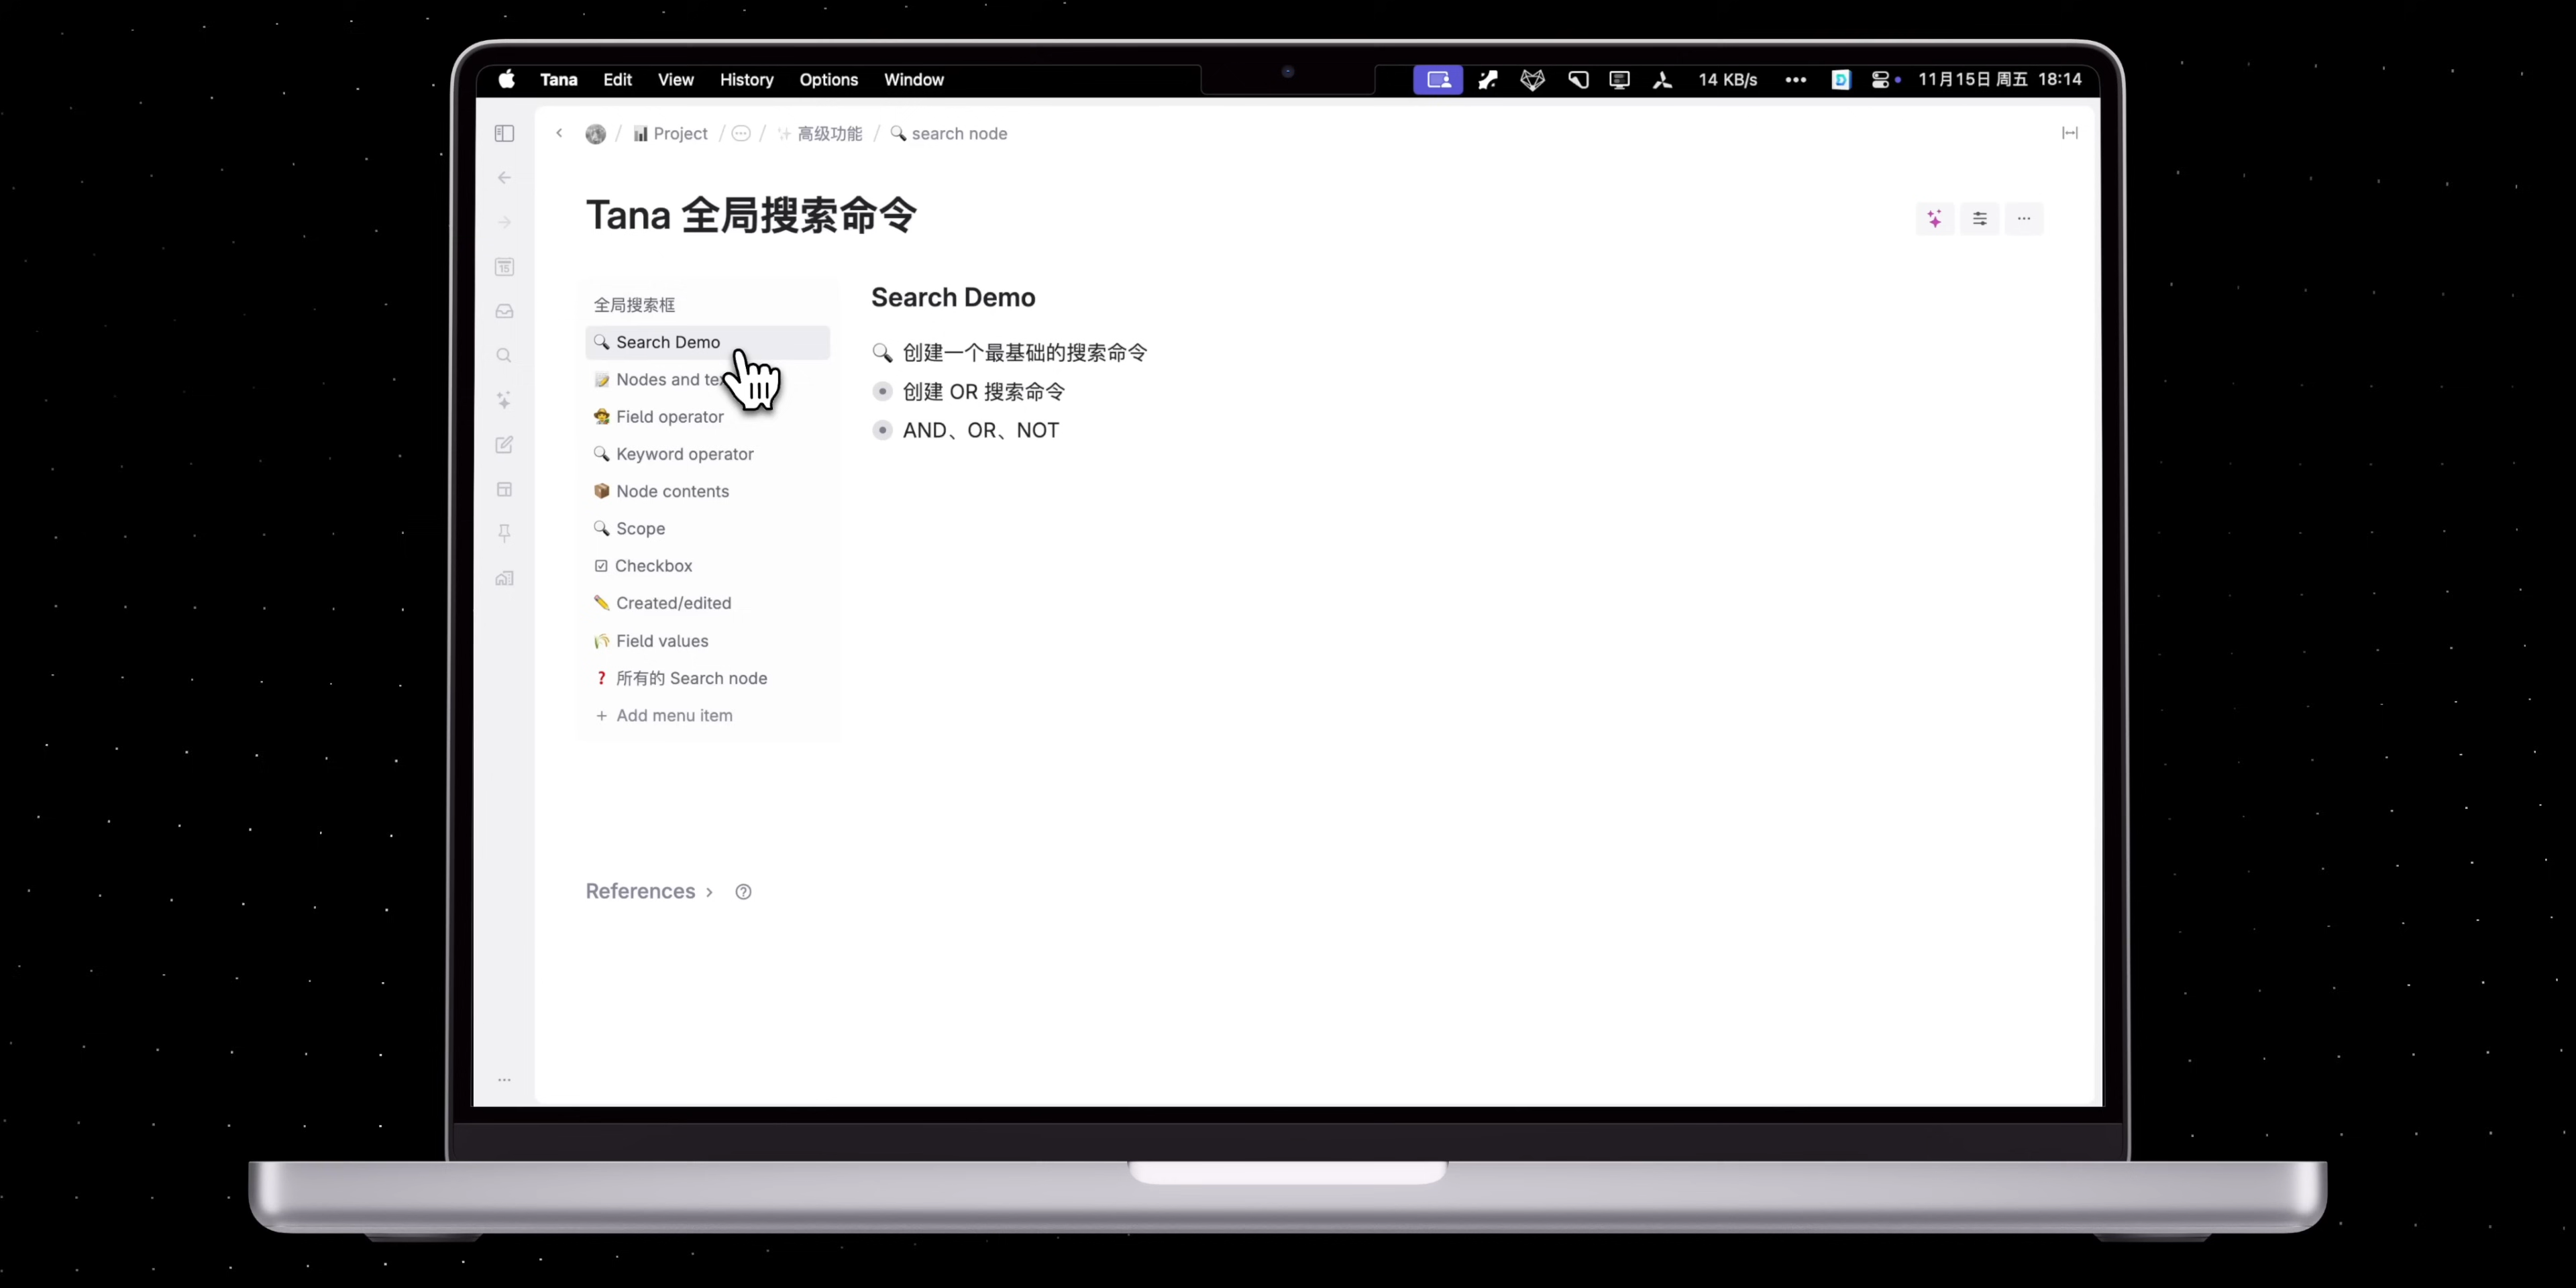 Tana Edit View History Options Window 14 KB/s 11月15日 周五 18:14
/ Project / / 高级功能 / search node
Tana 全局搜索命令
15
全局搜索框
Search Demo
Nodes and
Field operator
Keyword operator
Node contents
Scope
Checkbox
Created/edited
Field values
所有的 Search node
+ Add menu item
Search Demo
创建一个最基础的搜索命令
创建 OR 搜索命令
AND、OR、NOT
References